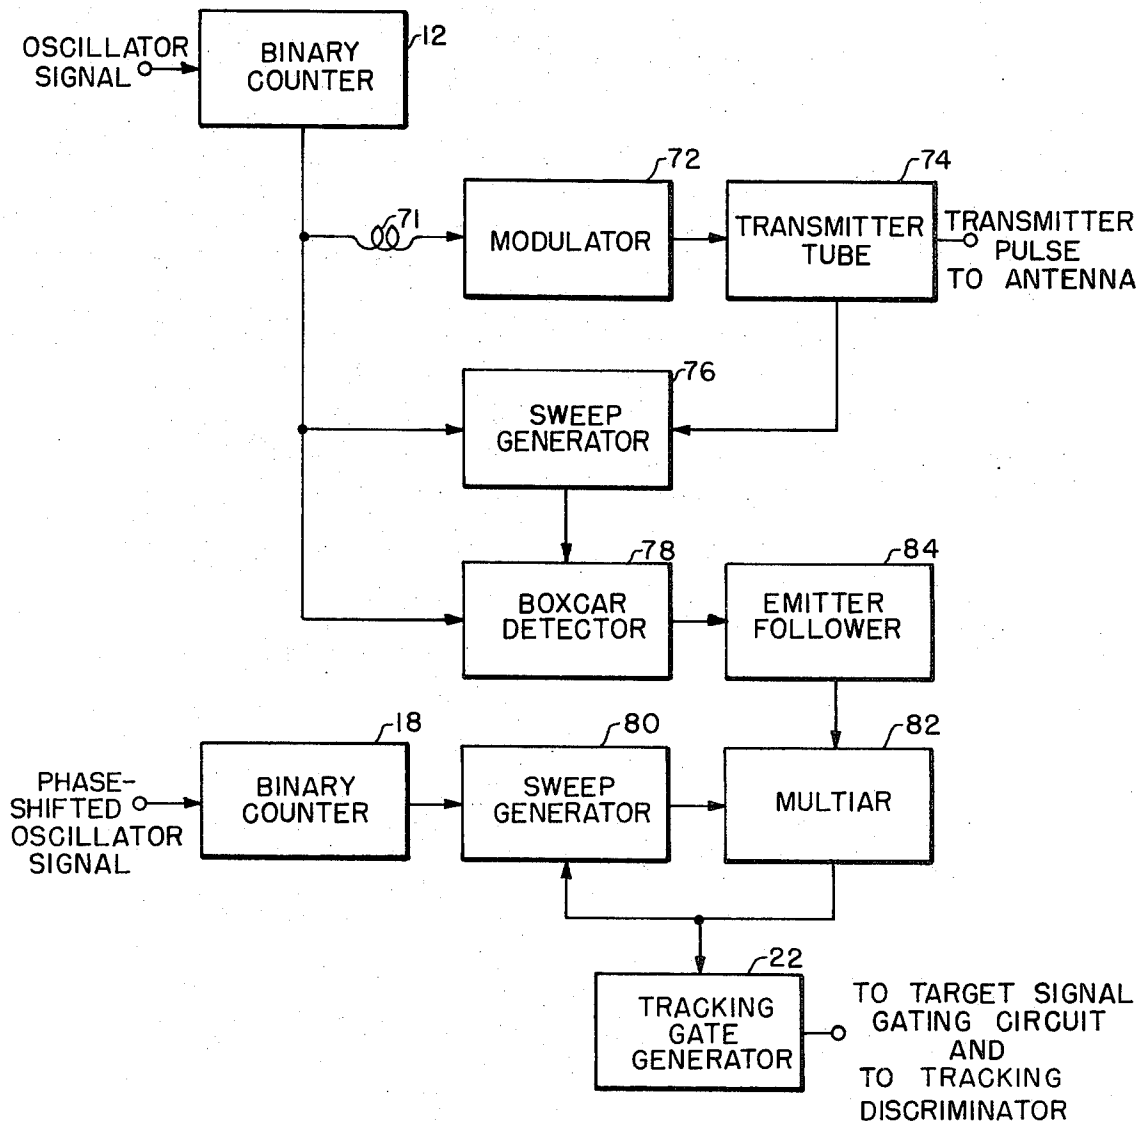 OSCILLATOR
SIGNAL
BINARY
COUNTER
12
71
MODULATOR
72
TRANSMITTER
TUBE
74
TRANSMITTER
PULSE
TO ANTENNA
SWEEP
GENERATOR
76
BOXCAR
DETECTOR
78
EMITTER
FOLLOWER
84
PHASE-
SHIFTED
OSCILLATOR
SIGNAL
BINARY
COUNTER
18
SWEEP
GENERATOR
80
MULTIAR
82
TRACKING
GATE
GENERATOR
22
TO TARGET SIGNAL
GATING CIRCUIT
AND
TO TRACKING
DISCRIMINATOR